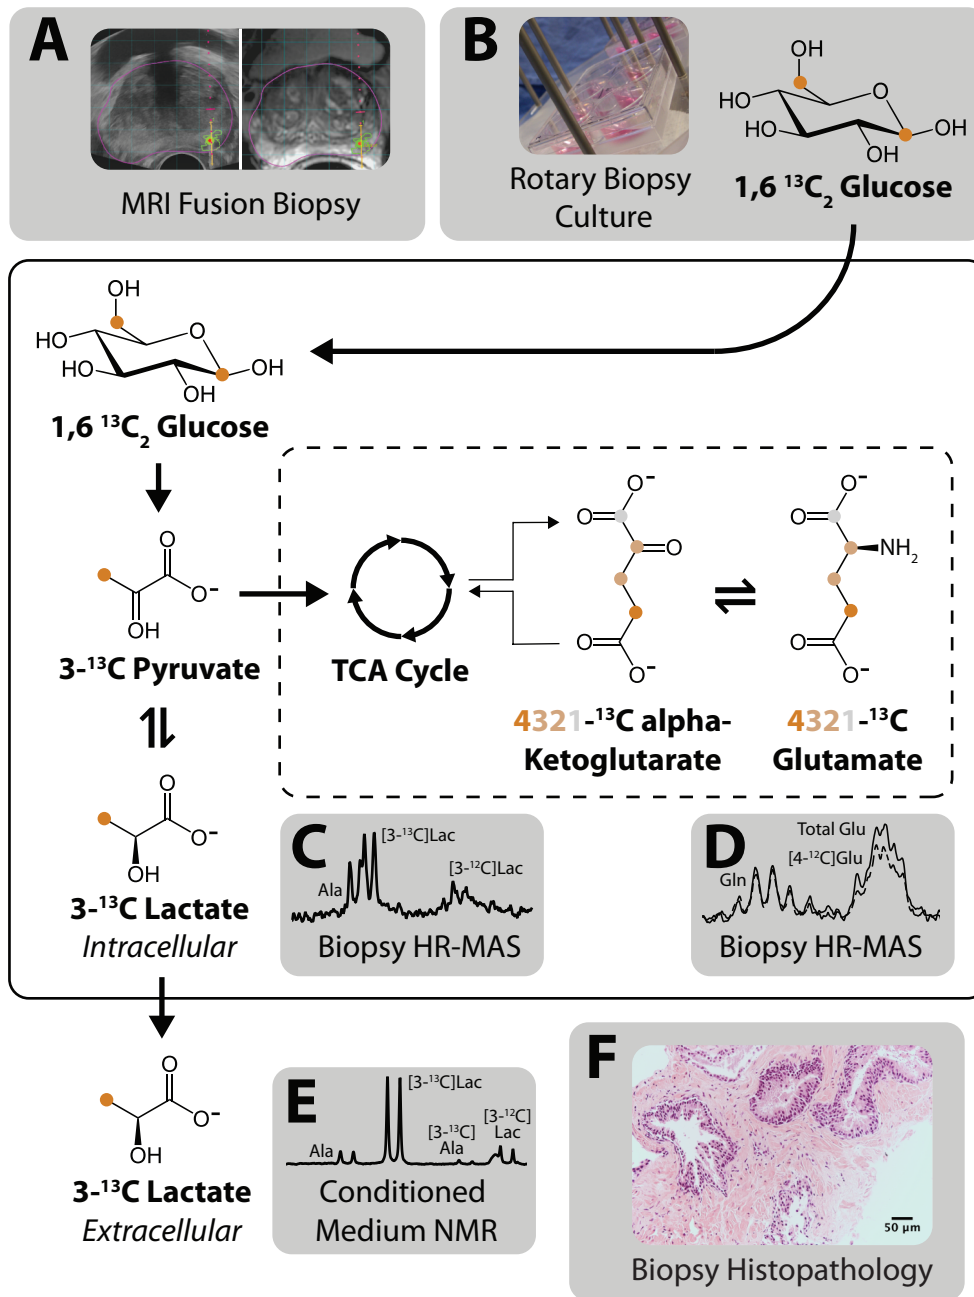 A
MRI Fusion Biopsy
B
Rotary Biopsy
Culture
OH
HO
O
HO
OH
OH
1,6 ¹³C₂ Glucose
OH
HO
O
HO
OH
OH
1,6 ¹³C₂ Glucose
O
O⁻
OH
3-¹³C Pyruvate
TCA Cycle
O⁻
O
O
O
O⁻
4321-¹³C alpha-
Ketoglutarate
O⁻
O
NH₂
O
O⁻
4321-¹³C
Glutamate
O
O⁻
OH
3-¹³C Lactate
Intracellular
C
[3-¹³C]Lac
Ala
[3-¹²C]Lac
Biopsy HR-MAS
D
Total Glu
[4-¹²C]Glu
Gln
Biopsy HR-MAS
O
O⁻
OH
3-¹³C Lactate
Extracellular
E
[3-¹³C]Lac
Ala
[3-¹³C]
Ala
[3-¹²C]
Lac
Conditioned
Medium NMR
F
50 µm
Biopsy Histopathology